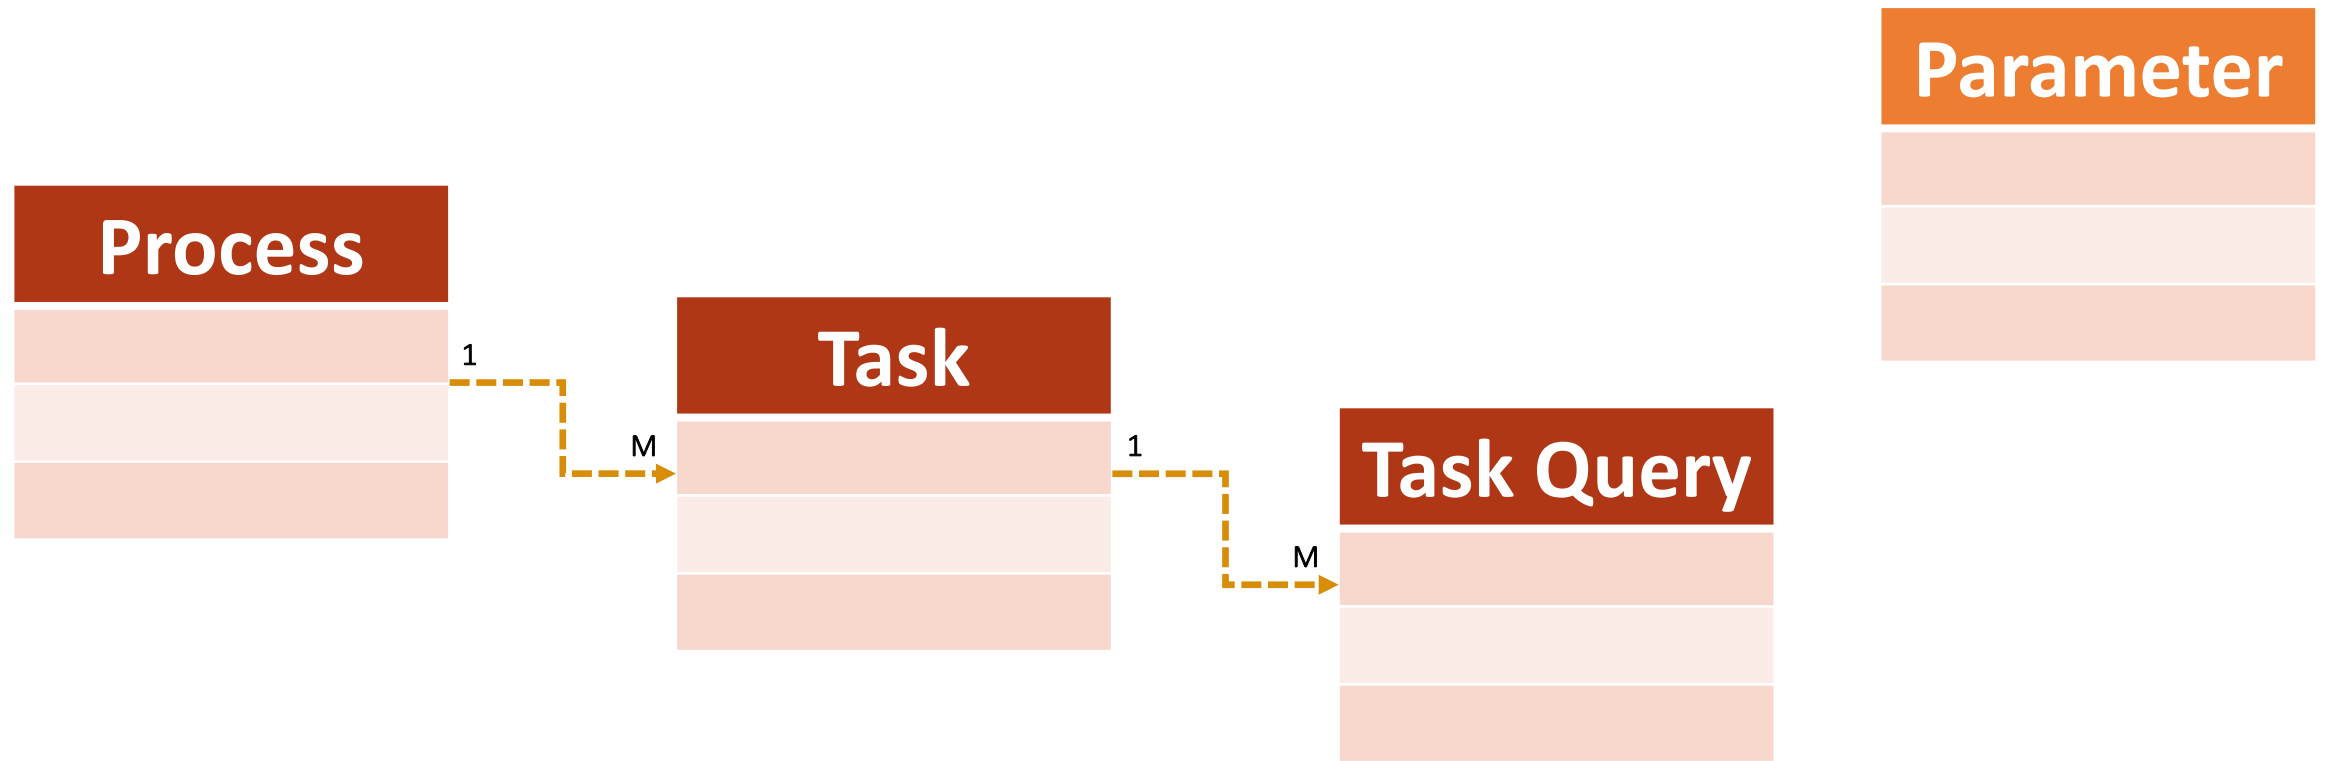 Parameter
Process
1
Task
M
1
Task Query
M